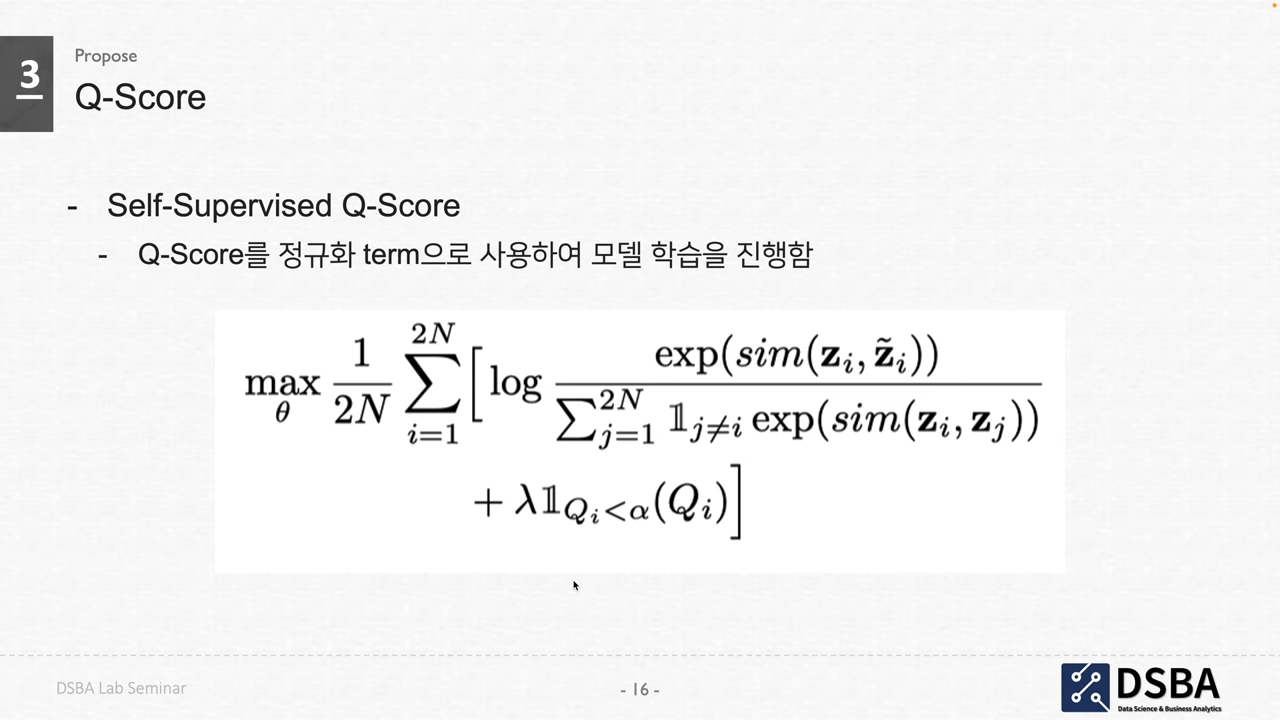 3
Propose
Q-Score
- Self-Supervised Q-Score
- Q-Score를 정규화 term으로 사용하여 모델 학습을 진행함
max_θ 1/2N ∑_{i=1}^{2N} [ log exp(sim(𝐳_i, 𝐳̃_i)) / ∑_{j=1}^{2N} 𝟙_{j≠i} exp(sim(𝐳_i, 𝐳_j))
+ λ𝟙_{Q_i<α}(Q_i) ]
DSBA Lab Seminar
- 16 -
DSBA
Data Science & Business Analytics